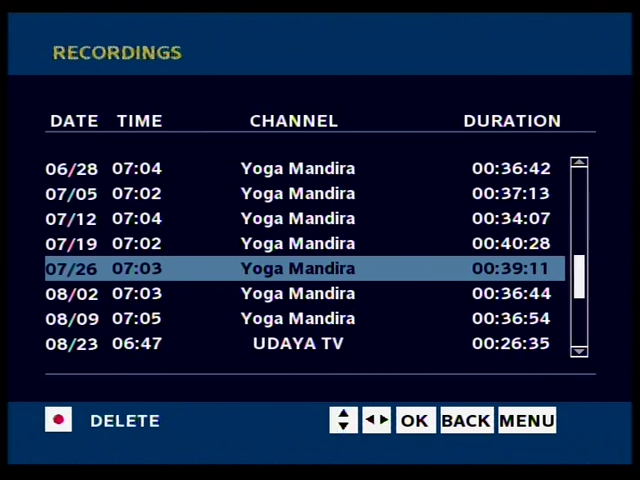 RECORDINGS
DATE TIME CHANNEL DURATION
06/28 07:04 Yoga Mandira 00:36:42
07/05 07:02 Yoga Mandira 00:37:13
07/12 07:04 Yoga Mandira 00:34:07
07/19 07:02 Yoga Mandira 00:40:28
07/26 07:03 Yoga Mandira 00:39:11
08/02 07:03 Yoga Mandira 00:36:44
08/09 07:05 Yoga Mandira 00:36:54
08/23 06:47 UDAYA TV 00:26:35
DELETE OK BACK MENU